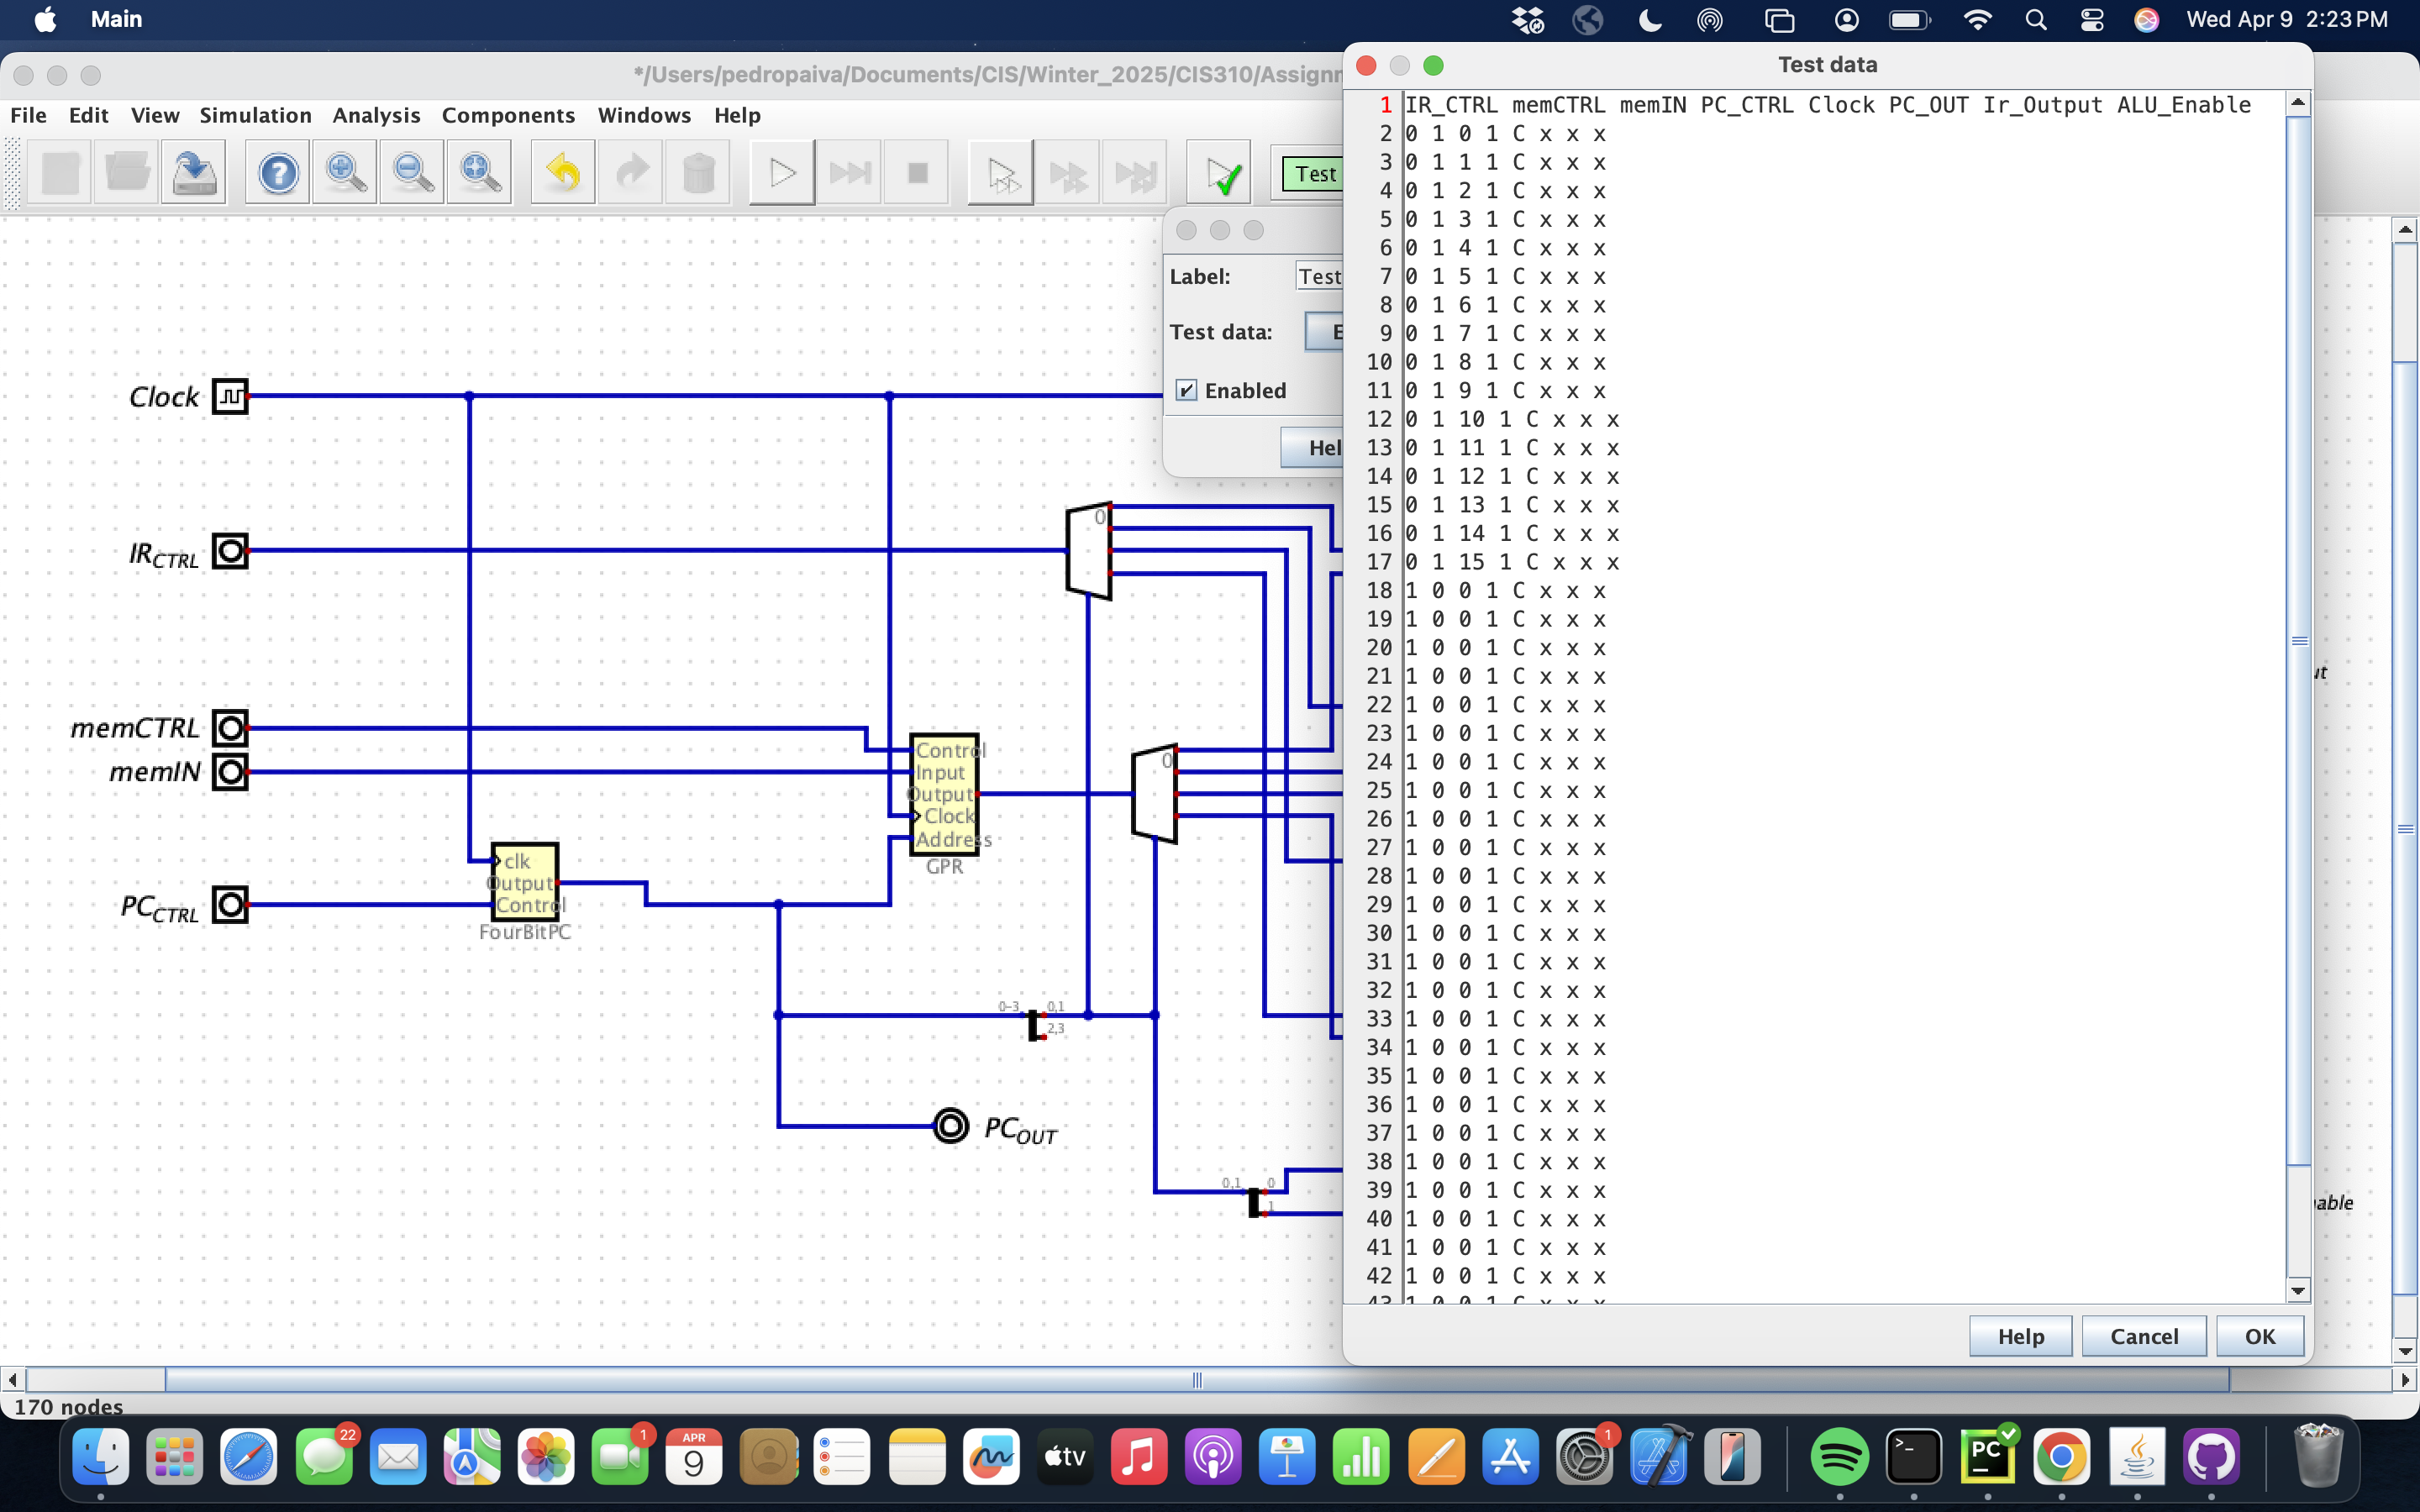 Main
Wed Apr 9 2:23 PM
*/Users/pedropaiva/Documents/CIS/Winter_2025/CIS310/Assignm
Test data
File Edit View Simulation Analysis Components Windows Help
Test
Label: Test
Test data: E
Enabled
Hel
1 IR_CTRL memCTRL memIN PC_CTRL Clock PC_OUT Ir_Output ALU_Enable
2 0 1 0 1 C x x x
3 0 1 1 1 C x x x
4 0 1 2 1 C x x x
5 0 1 3 1 C x x x
6 0 1 4 1 C x x x
7 0 1 5 1 C x x x
8 0 1 6 1 C x x x
9 0 1 7 1 C x x x
10 0 1 8 1 C x x x
11 0 1 9 1 C x x x
12 0 1 10 1 C x x x
13 0 1 11 1 C x x x
14 0 1 12 1 C x x x
15 0 1 13 1 C x x x
16 0 1 14 1 C x x x
17 0 1 15 1 C x x x
18 1 0 0 1 C x x x
19 1 0 0 1 C x x x
20 1 0 0 1 C x x x
21 1 0 0 1 C x x x
22 1 0 0 1 C x x x
23 1 0 0 1 C x x x
24 1 0 0 1 C x x x
25 1 0 0 1 C x x x
26 1 0 0 1 C x x x
27 1 0 0 1 C x x x
28 1 0 0 1 C x x x
29 1 0 0 1 C x x x
30 1 0 0 1 C x x x
31 1 0 0 1 C x x x
32 1 0 0 1 C x x x
33 1 0 0 1 C x x x
34 1 0 0 1 C x x x
35 1 0 0 1 C x x x
36 1 0 0 1 C x x x
37 1 0 0 1 C x x x
38 1 0 0 1 C x x x
39 1 0 0 1 C x x x
40 1 0 0 1 C x x x
41 1 0 0 1 C x x x
42 1 0 0 1 C x x x
43 1 0 0 1 C x x x
Help Cancel OK
Clock
IRCTRL
memCTRL
memIN
PCCTRL
clk
Output
Control
FourBitPC
Control
Input
Output
Clock
Address
GPR
0
0
0-3 0,1
2,3
PCOUT
0,1 0
1
ut
able
170 nodes
22
1
APR
9
tv
1
>_
PC